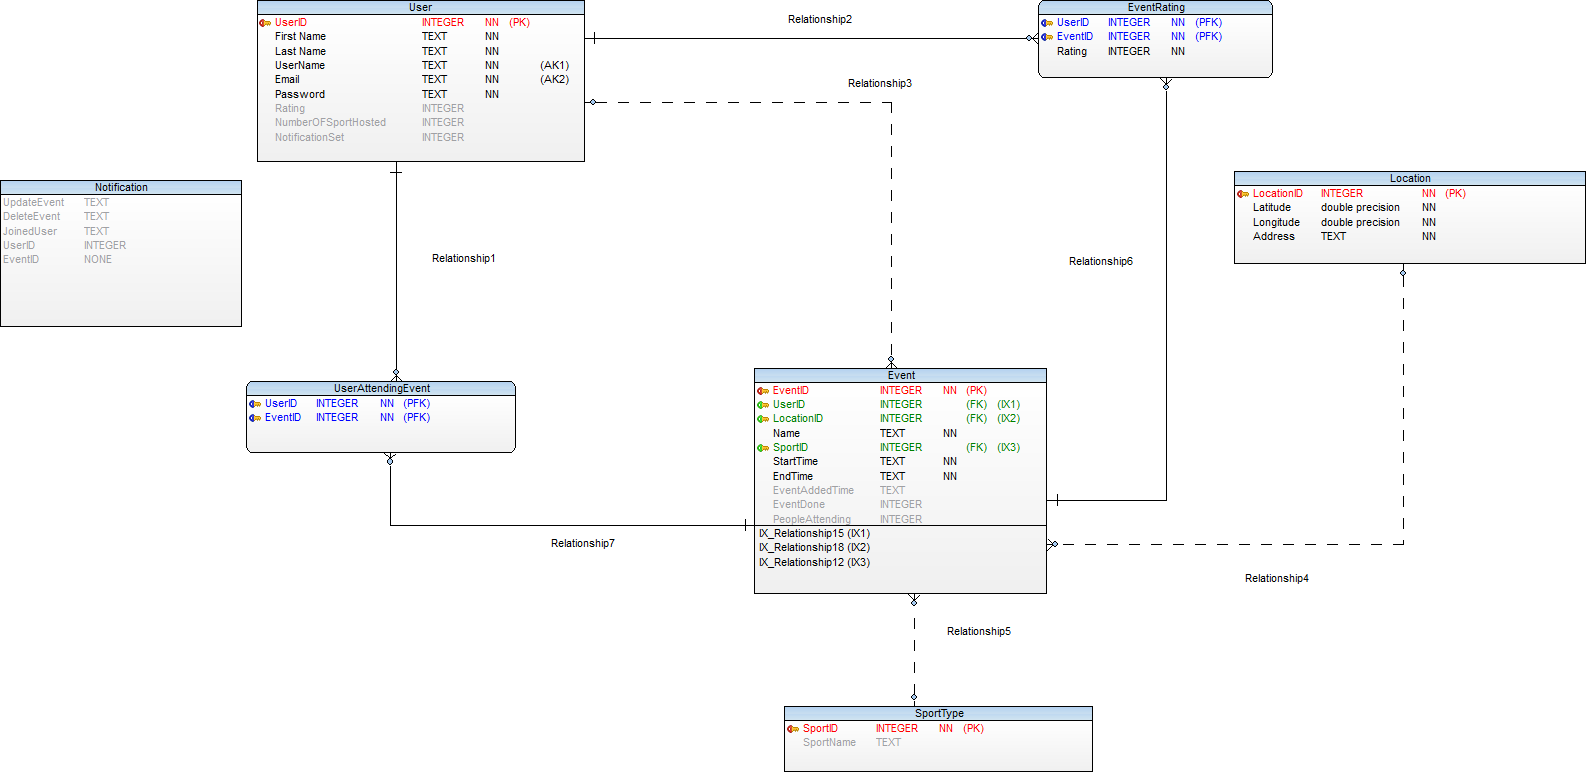 User
UserID INTEGER NN (PK)
First Name TEXT NN
Last Name TEXT NN
UserName TEXT NN (AK1)
Email TEXT NN (AK2)
Password TEXT NN
Rating INTEGER
NumberOFSportHosted INTEGER
NotificationSet INTEGER
Relationship2
EventRating
UserID INTEGER NN (PFK)
EventID INTEGER NN (PFK)
Rating INTEGER NN
Relationship3
Notification
UpdateEvent TEXT
DeleteEvent TEXT
JoinedUser TEXT
UserID INTEGER
EventID NONE
Location
LocationID INTEGER NN (PK)
Latitude double precision NN
Longitude double precision NN
Address TEXT NN
Relationship1
Relationship6
UserAttendingEvent
UserID INTEGER NN (PFK)
EventID INTEGER NN (PFK)
Event
EventID INTEGER NN (PK)
UserID INTEGER (FK) (IX1)
LocationID INTEGER (FK) (IX2)
Name TEXT NN
SportID INTEGER (FK) (IX3)
StartTime TEXT NN
EndTime TEXT NN
EventAddedTime TEXT
EventDone INTEGER
PeopleAttending INTEGER
IX_Relationship15 (IX1)
IX_Relationship18 (IX2)
IX_Relationship12 (IX3)
Relationship7
Relationship4
Relationship5
SportType
SportID INTEGER NN (PK)
SportName TEXT